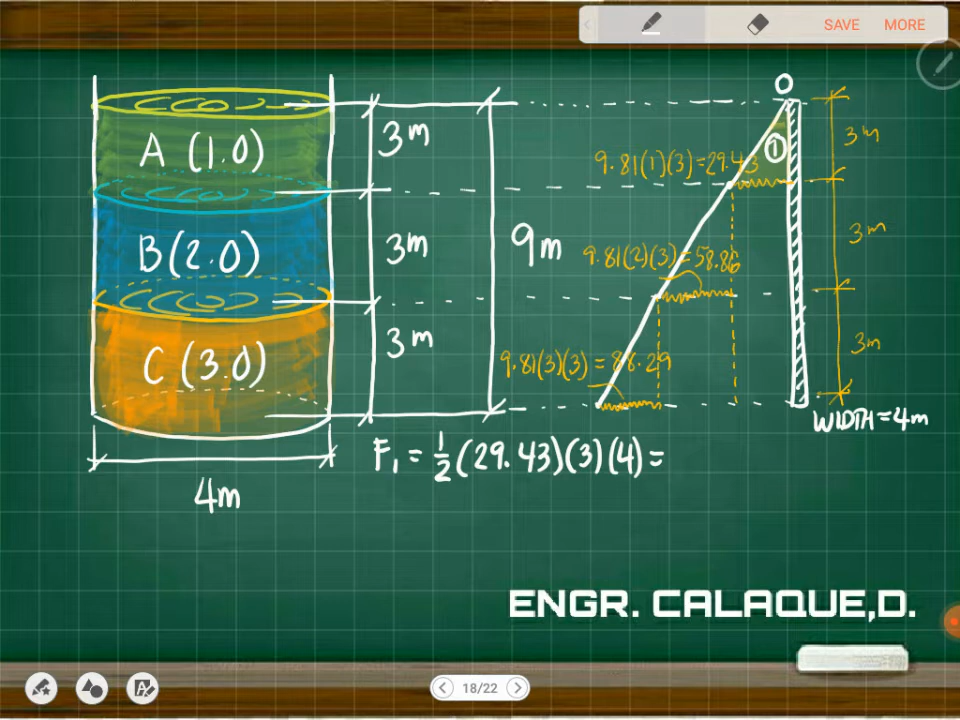 SAVE MORE
A (1.0)
B(2.0)
C (3.0)
4m
3m
3m
3m
9m
O
1
9.81(1)(3)=29.43
9.81(2)(3)=58.86
9.81(3)(3)=88.29
3m
3m
3m
WIDTH=4m
F1 = 1/2 (29.43)(3)(4)=
ENGR. CALAQUE,D.
18/22